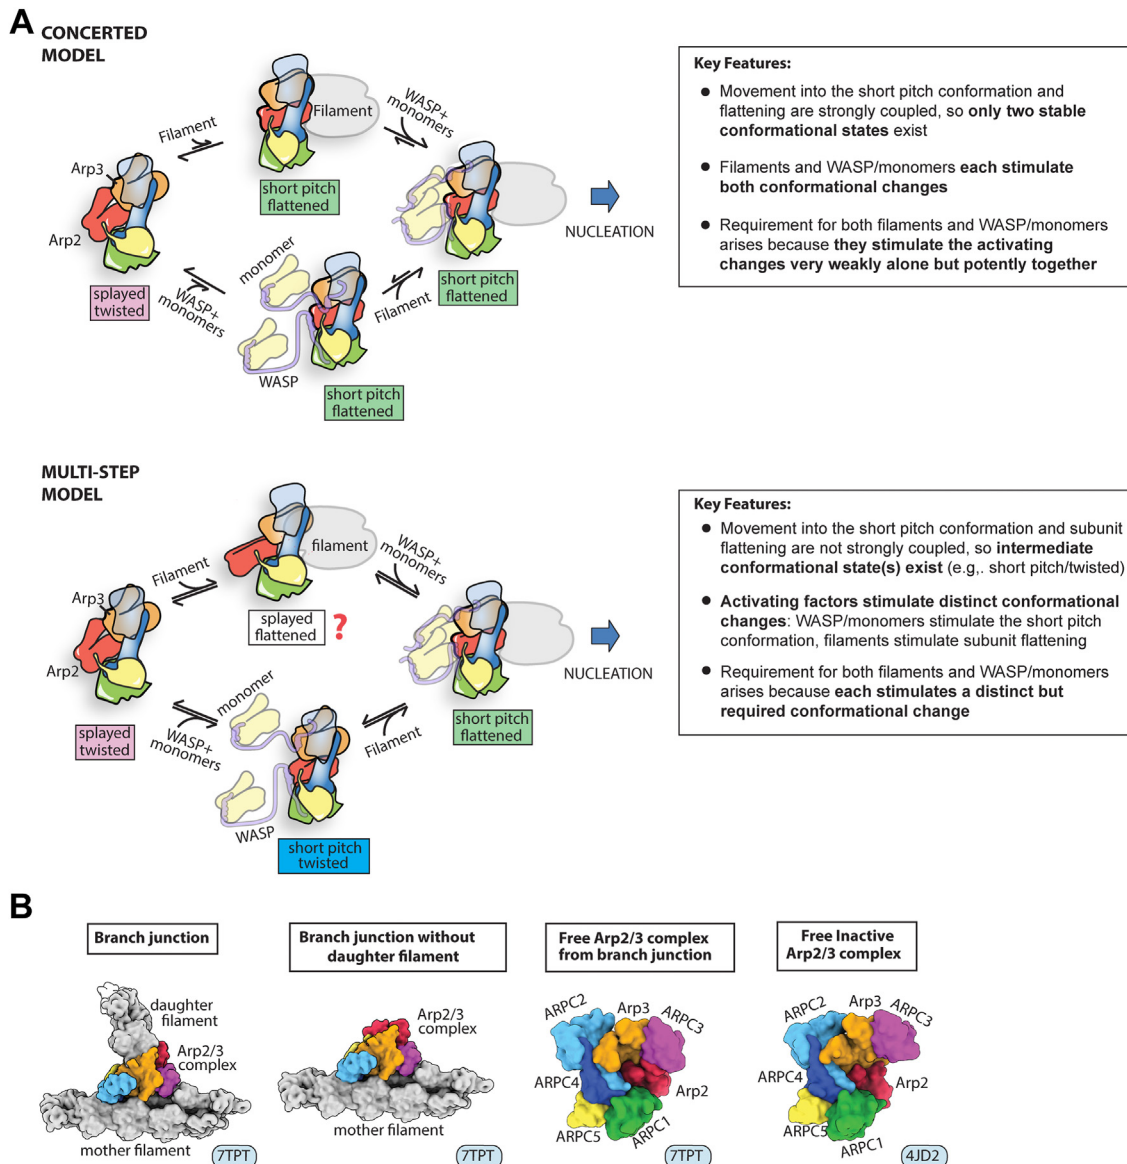 A
CONCERTED
MODEL
Filament
Filament
WASP+
monomers
Arp3
Arp2
short pitch
flattened
NUCLEATION
splayed
twisted
WASP+
monomers
monomer
WASP
short pitch
flattened
Filament
short pitch
flattened
Key Features:
● Movement into the short pitch conformation and
flattening are strongly coupled, so only two stable
conformational states exist
● Filaments and WASP/monomers each stimulate
both conformational changes
● Requirement for both filaments and WASP/monomers
arises because they stimulate the activating
changes very weakly alone but potently together
MULTI-STEP
MODEL
Filament
filament
WASP+
monomers
Arp3
Arp2
splayed
flattened
?
NUCLEATION
splayed
twisted
WASP+
monomers
monomer
WASP
short pitch
twisted
Filament
short pitch
flattened
Key Features:
● Movement into the short pitch conformation and subunit
flattening are not strongly coupled, so intermediate
conformational state(s) exist (e.g,. short pitch/twisted)
● Activating factors stimulate distinct conformational
changes: WASP/monomers stimulate the short pitch
conformation, filaments stimulate subunit flattening
● Requirement for both filaments and WASP/monomers
arises because each stimulates a distinct but
required conformational change
B
Branch junction
daughter
filament
Arp2/3
complex
mother filament
7TPT
Branch junction without
daughter filament
Arp2/3
complex
mother filament
7TPT
Free Arp2/3 complex
from branch junction
ARPC2
Arp3
ARPC3
ARPC4
Arp2
ARPC5
ARPC1
7TPT
Free Inactive
Arp2/3 complex
ARPC2
Arp3
ARPC3
ARPC4
Arp2
ARPC5
ARPC1
4JD2